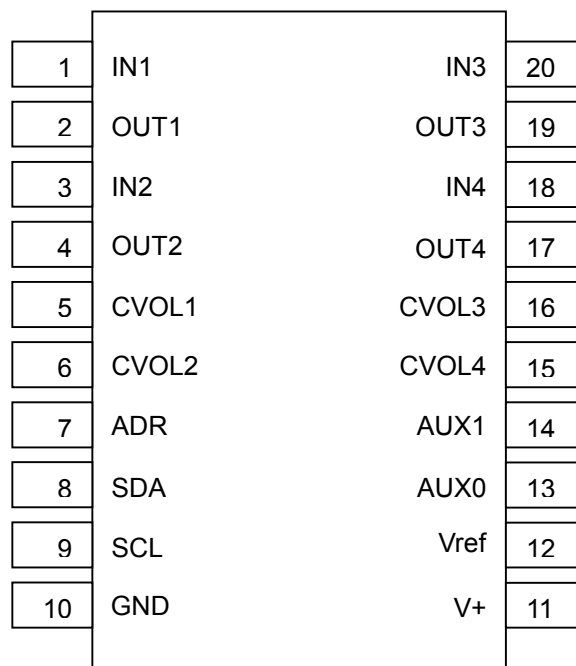 1 IN1 IN3 20
2 OUT1 OUT3 19
3 IN2 IN4 18
4 OUT2 OUT4 17
5 CVOL1 CVOL3 16
6 CVOL2 CVOL4 15
7 ADR AUX1 14
8 SDA AUX0 13
9 SCL Vref 12
10 GND V+ 11